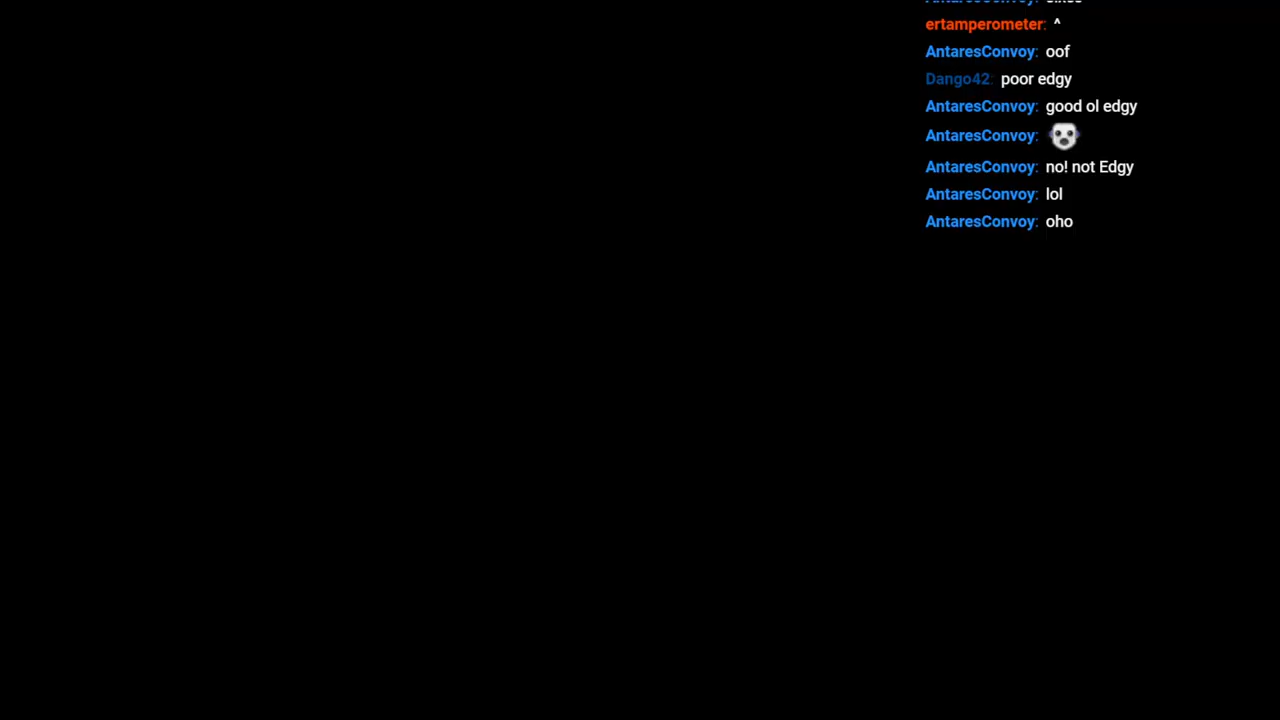 AntaresConvoy:
ertamperometer: ^
AntaresConvoy: oof
Dango42: poor edgy
AntaresConvoy: good ol edgy
AntaresConvoy:
AntaresConvoy: no! not Edgy
AntaresConvoy: lol
AntaresConvoy: oho